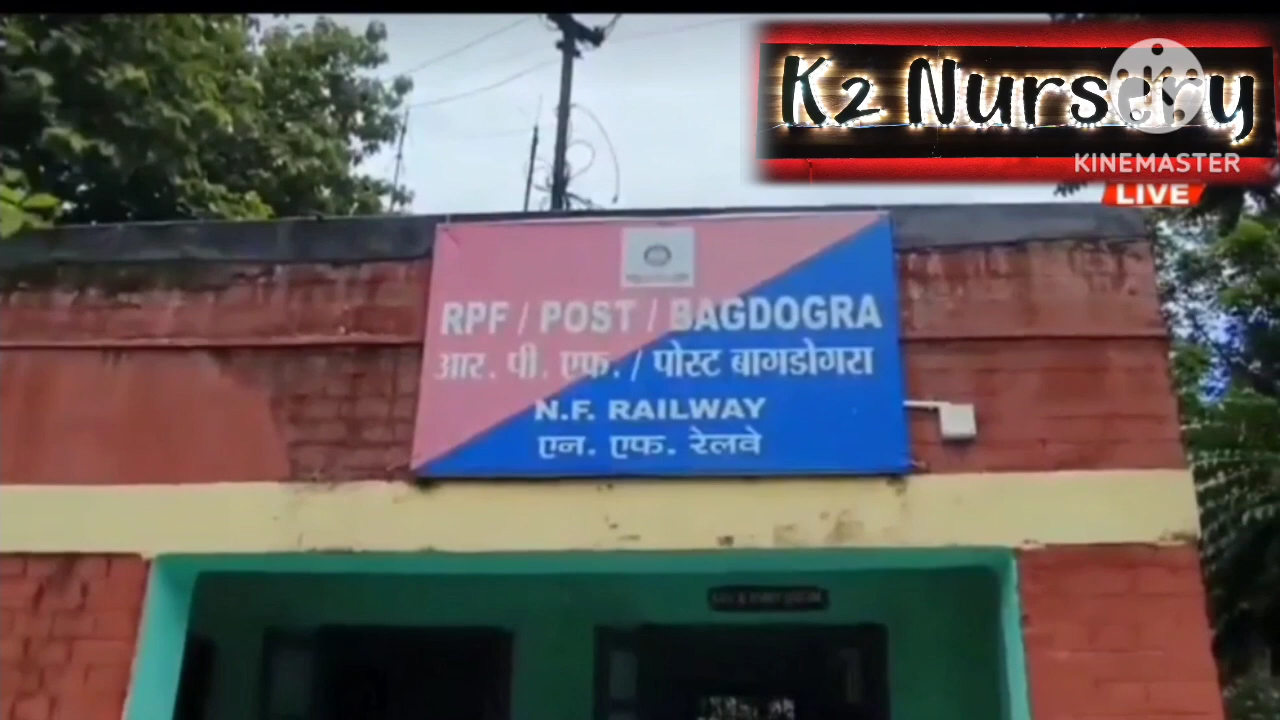 K2 Nursery
KINEMASTER
LIVE
RPF / POST / BAGDOGRA
आर. पी. एफ. / पोस्ट बागडोगरा
N.F. RAILWAY
एन. एफ. रेलवे